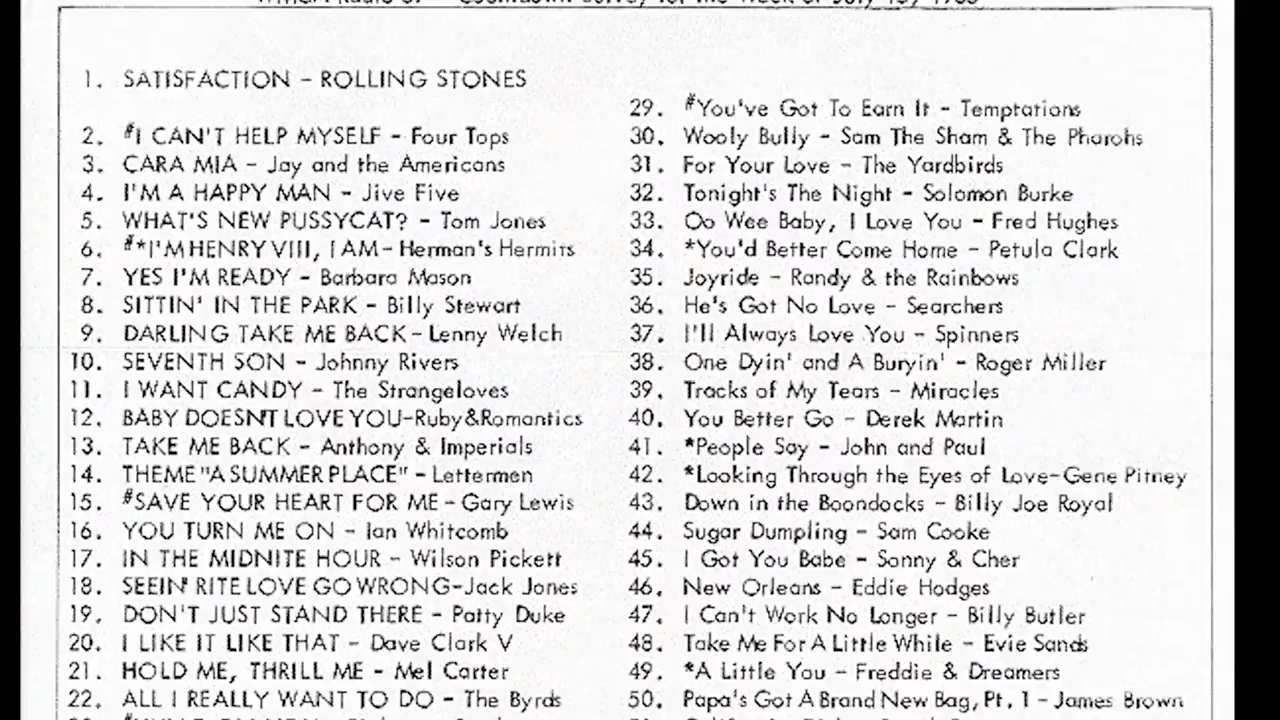 1. SATISFACTION - ROLLING STONES
2. #I CAN'T HELP MYSELF - Four Tops
3. CARA MIA - Jay and the Americans
4. I'M A HAPPY MAN - Jive Five
5. WHAT'S NEW PUSSYCAT? - Tom Jones
6. #*I'M HENRY VIII, I AM - Herman's Hermits
7. YES I'M READY - Barbara Mason
8. SITTIN' IN THE PARK - Billy Stewart
9. DARLING TAKE ME BACK - Lenny Welch
10. SEVENTH SON - Johnny Rivers
11. I WANT CANDY - The Strangeloves
12. BABY DOESNT LOVE YOU-Ruby&Romantics
13. TAKE ME BACK - Anthony & Imperials
14. THEME "A SUMMER PLACE" - Lettermen
15. #SAVE YOUR HEART FOR ME - Gary Lewis
16. YOU TURN ME ON - Ian Whitcomb
17. IN THE MIDNITE HOUR - Wilson Pickett
18. SEEIN' RITE LOVE GO WRONG-Jack Jones
19. DON'T JUST STAND THERE - Patty Duke
20. I LIKE IT LIKE THAT - Dave Clark V
21. HOLD ME, THRILL ME - Mel Carter
22. ALL I REALLY WANT TO DO - The Byrds
29. #You've Got To Earn It - Temptations
30. Wooly Bully - Sam The Sham & The Pharohs
31. For Your Love - The Yardbirds
32. Tonight's The Night - Solomon Burke
33. Oo Wee Baby, I Love You - Fred Hughes
34. *You'd Better Come Home - Petula Clark
35. Joyride - Randy & the Rainbows
36. He's Got No Love - Searchers
37. I'll Always Love You - Spinners
38. One Dyin' and A Buryin' - Roger Miller
39. Tracks of My Tears - Miracles
40. You Better Go - Derek Martin
41. *People Say - John and Paul
42. *Looking Through the Eyes of Love-Gene Pitney
43. Down in the Boondocks - Billy Joe Royal
44. Sugar Dumpling - Sam Cooke
45. I Got You Babe - Sonny & Cher
46. New Orleans - Eddie Hodges
47. I Can't Work No Longer - Billy Butler
48. Take Me For A Little While - Evie Sands
49. *A Little You - Freddie & Dreamers
50. Papa's Got A Brand New Bag, Pt. 1 - James Brown